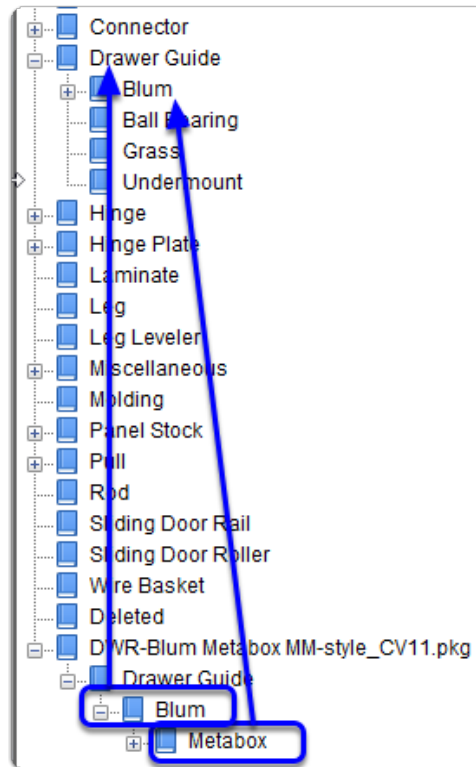 Connector
Drawer Guide
Blum
Ball Bearing
Grass
Undermount
Hinge
Hinge Plate
Laminate
Leg
Leg Leveler
Miscellaneous
Molding
Panel Stock
Pull
Rod
Sliding Door Rail
Sliding Door Roller
Wire Basket
Deleted
DWR-Blum Metabox MM-style_CV11.pkg
Drawer Guide
Blum
Metabox